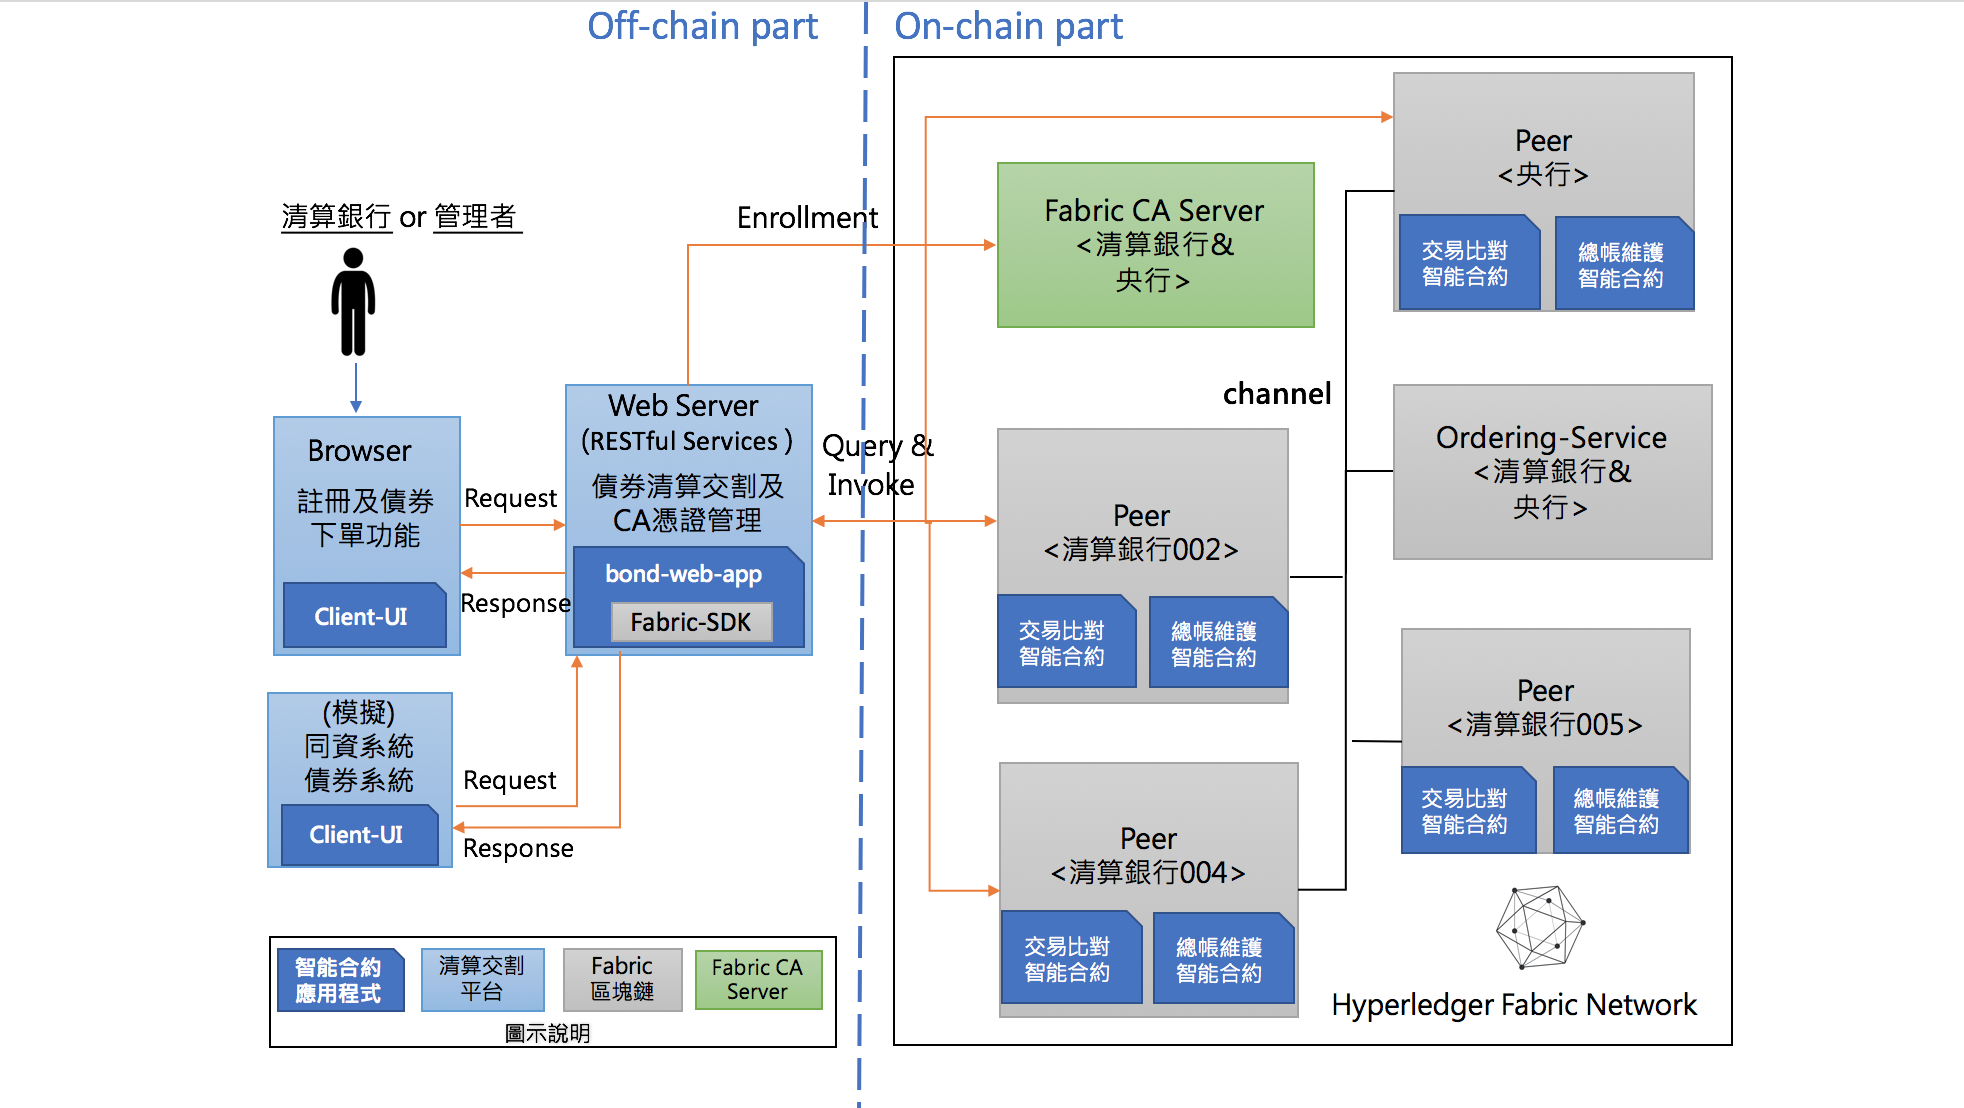 Off-chain part
On-chain part
清算銀行 or 管理者
Browser
註冊及債券
下單功能
Client-UI
Request
Response
Web Server
(RESTful Services )
債券清算交割及
CA憑證管理
bond-web-app
Fabric-SDK
(模擬)
同資系統
債券系統
Client-UI
Request
Response
Enrollment
Query &
Invoke
Fabric CA Server
<清算銀行&
央行>
Peer
<央行>
交易比對
智能合約
總帳維護
智能合約
channel
Ordering-Service
<清算銀行&
央行>
Peer
<清算銀行002>
交易比對
智能合約
總帳維護
智能合約
Peer
<清算銀行005>
交易比對
智能合約
總帳維護
智能合約
Peer
<清算銀行004>
交易比對
智能合約
總帳維護
智能合約
Hyperledger Fabric Network
智能合約
應用程式
清算交割
平台
Fabric
區塊鏈
Fabric CA
Server
圖示說明